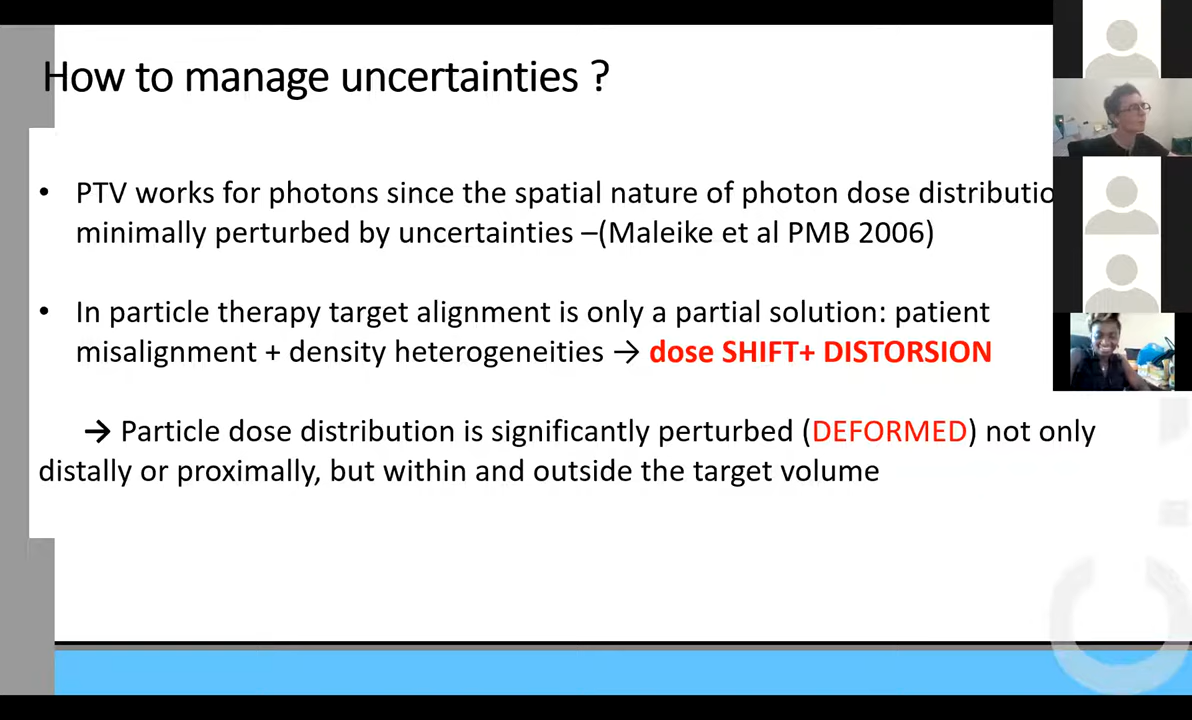 How to manage uncertainties ?
• PTV works for photons since the spatial nature of photon dose
minimally perturbed by uncertainties –(Maleike et al PMB 2006)
• In particle therapy target alignment is only a partial solution: patient
misalignment + density heterogeneities → dose SHIFT+ DISTORSION
→ Particle dose distribution is significantly perturbed (DEFORMED) not only
distally or proximally, but within and outside the target volume